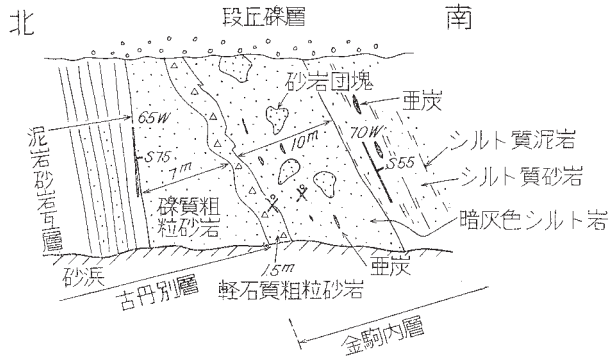 北
段丘礫層
南
砂岩団塊
亜炭
65W
S75
7m
10m
70W
S55
シルト質泥岩
シルト質砂岩
暗灰色シルト岩
泥岩砂岩互層
礫質粗
粒砂岩
砂浜
1.5m
亜炭
古丹別層
軽石質粗粒砂岩
金駒内層